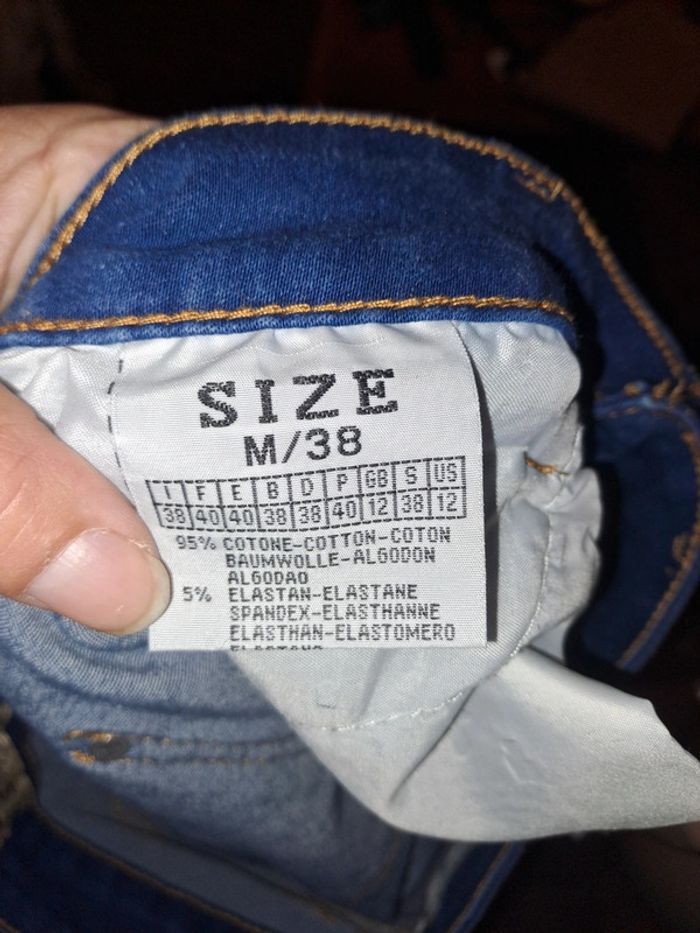 SIZE
M/38
I F E B D P GB S US
38 40 40 38 38 40 12 38 12
95% COTONE-COTTON-COTON
BAUMWOLLE-ALGODON
ALGODAO
5% ELASTAN-ELASTANE
SPANDEX-ELASTHANNE
ELASTHAN-ELASTOMERO